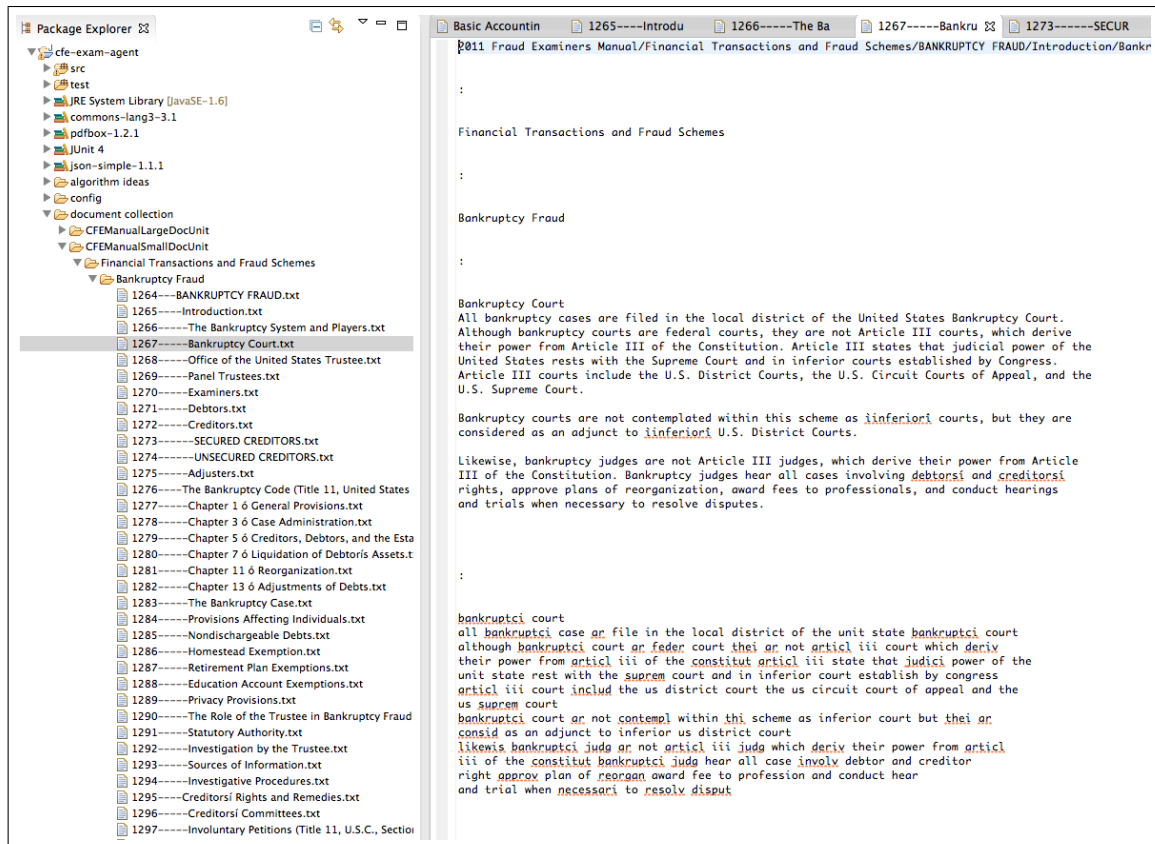 Package Explorer
cfe-exam-agent
src
test
JRE System Library [JavaSE-1.6]
commons-lang3-3.1
pdfbox-1.2.1
JUnit 4
json-simple-1.1.1
algorithm ideas
config
document collection
CFEManualLargeDocUnit
CFEManualSmallDocUnit
Financial Transactions and Fraud Schemes
Bankruptcy Fraud
1264---BANKRUPTCY FRAUD.txt
1265----Introduction.txt
1266-----The Bankruptcy System and Players.txt
1267-----Bankruptcy Court.txt
1268-----Office of the United States Trustee.txt
1269-----Panel Trustees.txt
1270-----Examiners.txt
1271-----Debtors.txt
1272-----Creditors.txt
1273------SECURED CREDITORS.txt
1274------UNSECURED CREDITORS.txt
1275-----Adjusters.txt
1276----The Bankruptcy Code (Title 11, United States
1277-----Chapter 1 ó General Provisions.txt
1278-----Chapter 3 ó Case Administration.txt
1279-----Chapter 5 ó Creditors, Debtors, and the Esta
1280-----Chapter 7 ó Liquidation of Debtorís Assets.t
1281-----Chapter 11 ó Reorganization.txt
1282-----Chapter 13 ó Adjustments of Debts.txt
1283-----The Bankruptcy Case.txt
1284-----Provisions Affecting Individuals.txt
1285-----Nondischargeable Debts.txt
1286-----Homestead Exemption.txt
1287-----Retirement Plan Exemptions.txt
1288-----Education Account Exemptions.txt
1289-----Privacy Provisions.txt
1290-----The Role of the Trustee in Bankruptcy Fraud
1291-----Statutory Authority.txt
1292-----Investigation by the Trustee.txt
1293-----Sources of Information.txt
1294-----Investigative Procedures.txt
1295----Creditorsí Rights and Remedies.txt
1296-----Creditorsí Committees.txt
1297-----Involuntary Petitions (Title 11, U.S.C., Section
Basic Accountin
1265----Introdu
1266-----The Ba
1267-----Bankru
1273------SECUR
2011 Fraud Examiners Manual/Financial Transactions and Fraud Schemes/BANKRUPTCY FRAUD/Introduction/Bankr
:
Financial Transactions and Fraud Schemes
:
Bankruptcy Fraud
:
Bankruptcy Court
All bankruptcy cases are filed in the local district of the United States Bankruptcy Court.
Although bankruptcy courts are federal courts, they are not Article III courts, which derive
their power from Article III of the Constitution. Article III states that judicial power of the
United States rests with the Supreme Court and in inferior courts established by Congress.
Article III courts include the U.S. District Courts, the U.S. Circuit Courts of Appeal, and the
U.S. Supreme Court.
Bankruptcy courts are not contemplated within this scheme as ìinferiorî courts, but they are
considered as an adjunct to ìinferiorî U.S. District Courts.
Likewise, bankruptcy judges are not Article III judges, which derive their power from Article
III of the Constitution. Bankruptcy judges hear all cases involving debtorsí and creditorsí
rights, approve plans of reorganization, award fees to professionals, and conduct hearings
and trials when necessary to resolve disputes.
:
bankruptci court
all bankruptci case ar file in the local district of the unit state bankruptci court
although bankruptci court ar feder court thei ar not articl iii court which deriv
their power from articl iii of the constitut articl iii state that judici power of the
unit state rest with the suprem court and in inferior court establish by congress
articl iii court includ the us district court the us circuit court of appeal and the
us suprem court
bankruptci court ar not contempl within thi scheme as inferior court but thei ar
consid as an adjunct to inferior us district court
likewis bankruptci judg ar not articl iii judg which deriv their power from articl
iii of the constitut bankruptci judg hear all case involv debtor and creditor
right approv plan of reorgan award fee to profession and conduct hear
and trial when necessari to resolv disput